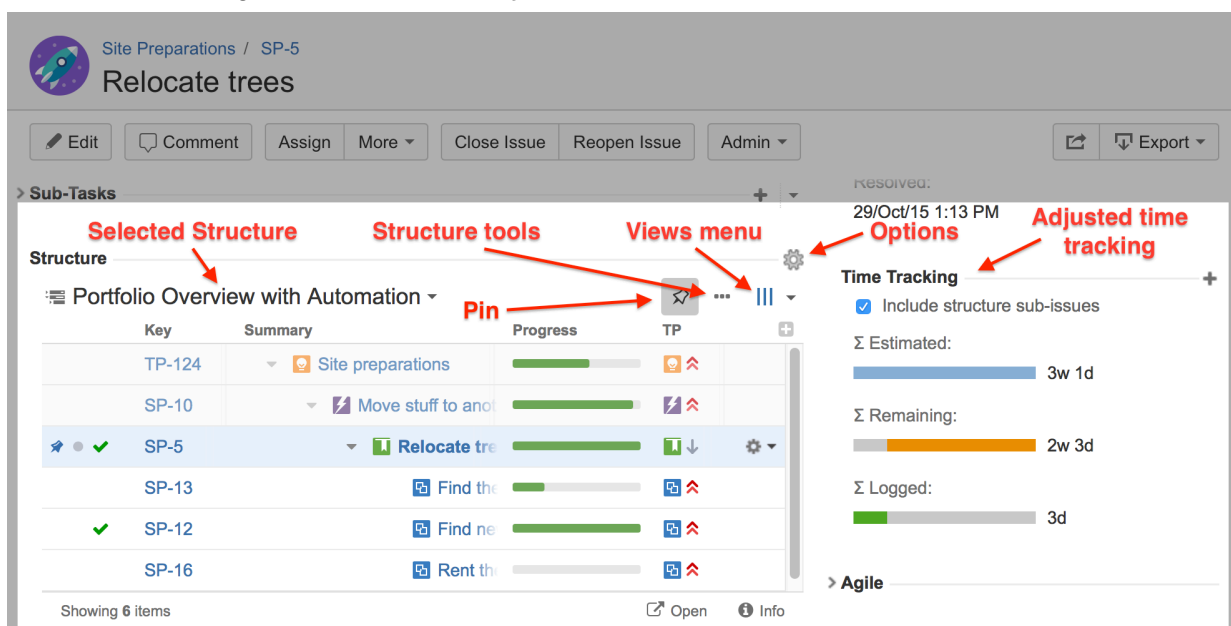 Site Preparations / SP-5
Relocate trees
Edit Comment Assign More Close Issue Reopen Issue Admin Export
Sub-Tasks
Resolved:
29/Oct/15 1:13 PM
Selected Structure Structure tools Views menu Options Adjusted time tracking
Structure
Portfolio Overview with Automation
Pin
Key Summary Progress TP
TP-124 Site preparations
SP-10 Move stuff to anot
SP-5 Relocate tre
SP-13 Find the
SP-12 Find ne
SP-16 Rent th
Showing 6 items Open Info
Time Tracking
Include structure sub-issues
Σ Estimated:
3w 1d
Σ Remaining:
2w 3d
Σ Logged:
3d
Agile